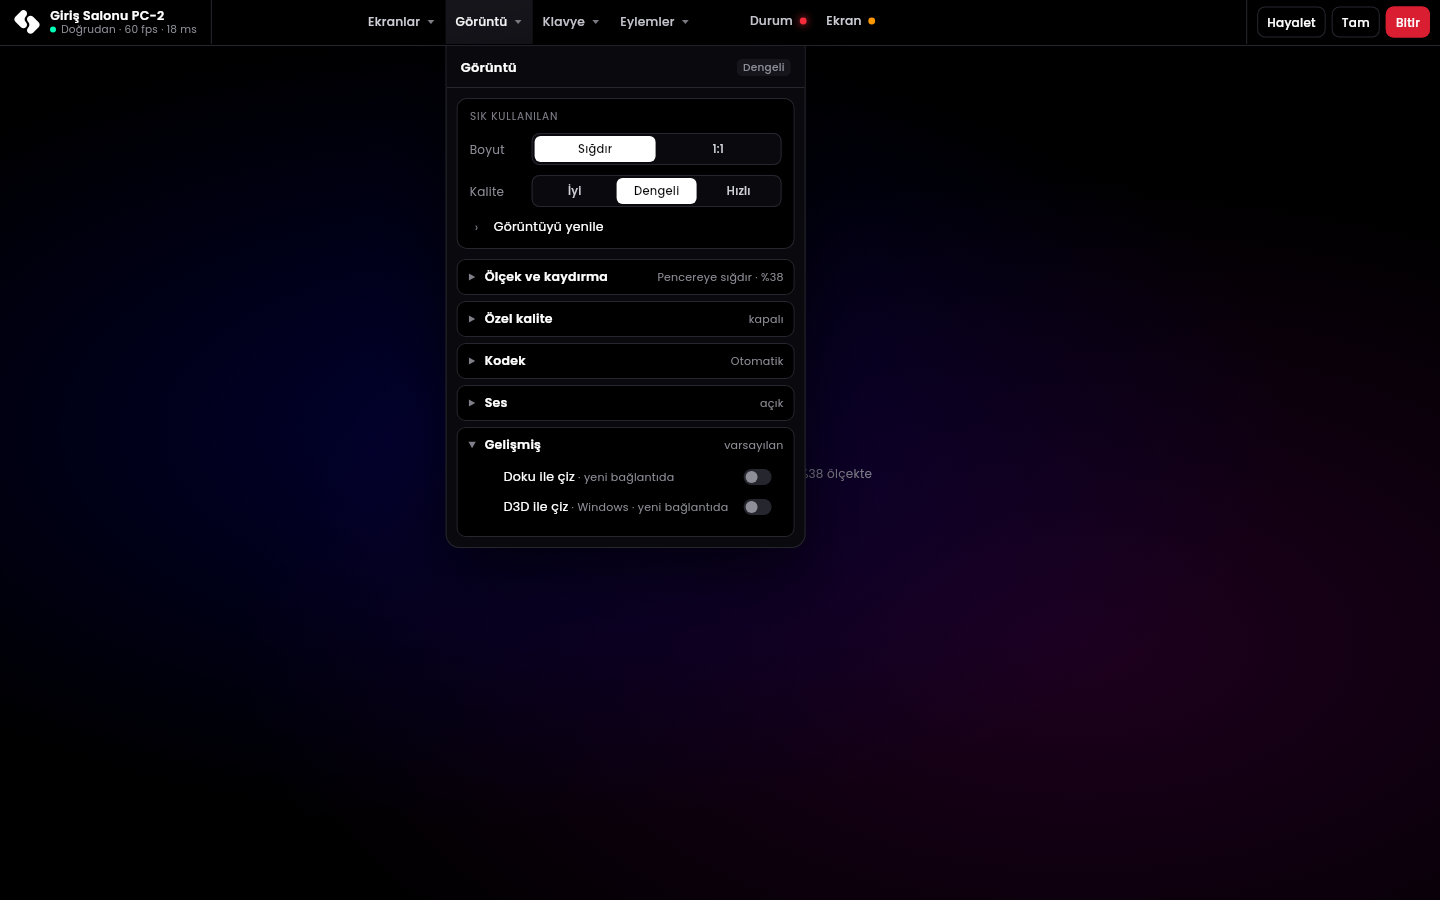 Giriş Salonu PC-2
Doğrudan · 60 fps · 18 ms
Ekranlar
Görüntü
Klavye
Eylemler
Durum
Ekran
Hayalet
Tam
Bitir
Görüntü
Dengeli
SIK KULLANILAN
Boyut
Sığdır
1:1
Kalite
İyi
Dengeli
Hızlı
Görüntüyü yenile
Ölçek ve kaydırma
Pencereye sığdır · %38
Özel kalite
kapalı
Kodek
Otomatik
Ses
açık
Gelişmiş
varsayılan
Doku ile çiz · yeni bağlantıda
D3D ile çiz · Windows · yeni bağlantıda
%38 ölçekte